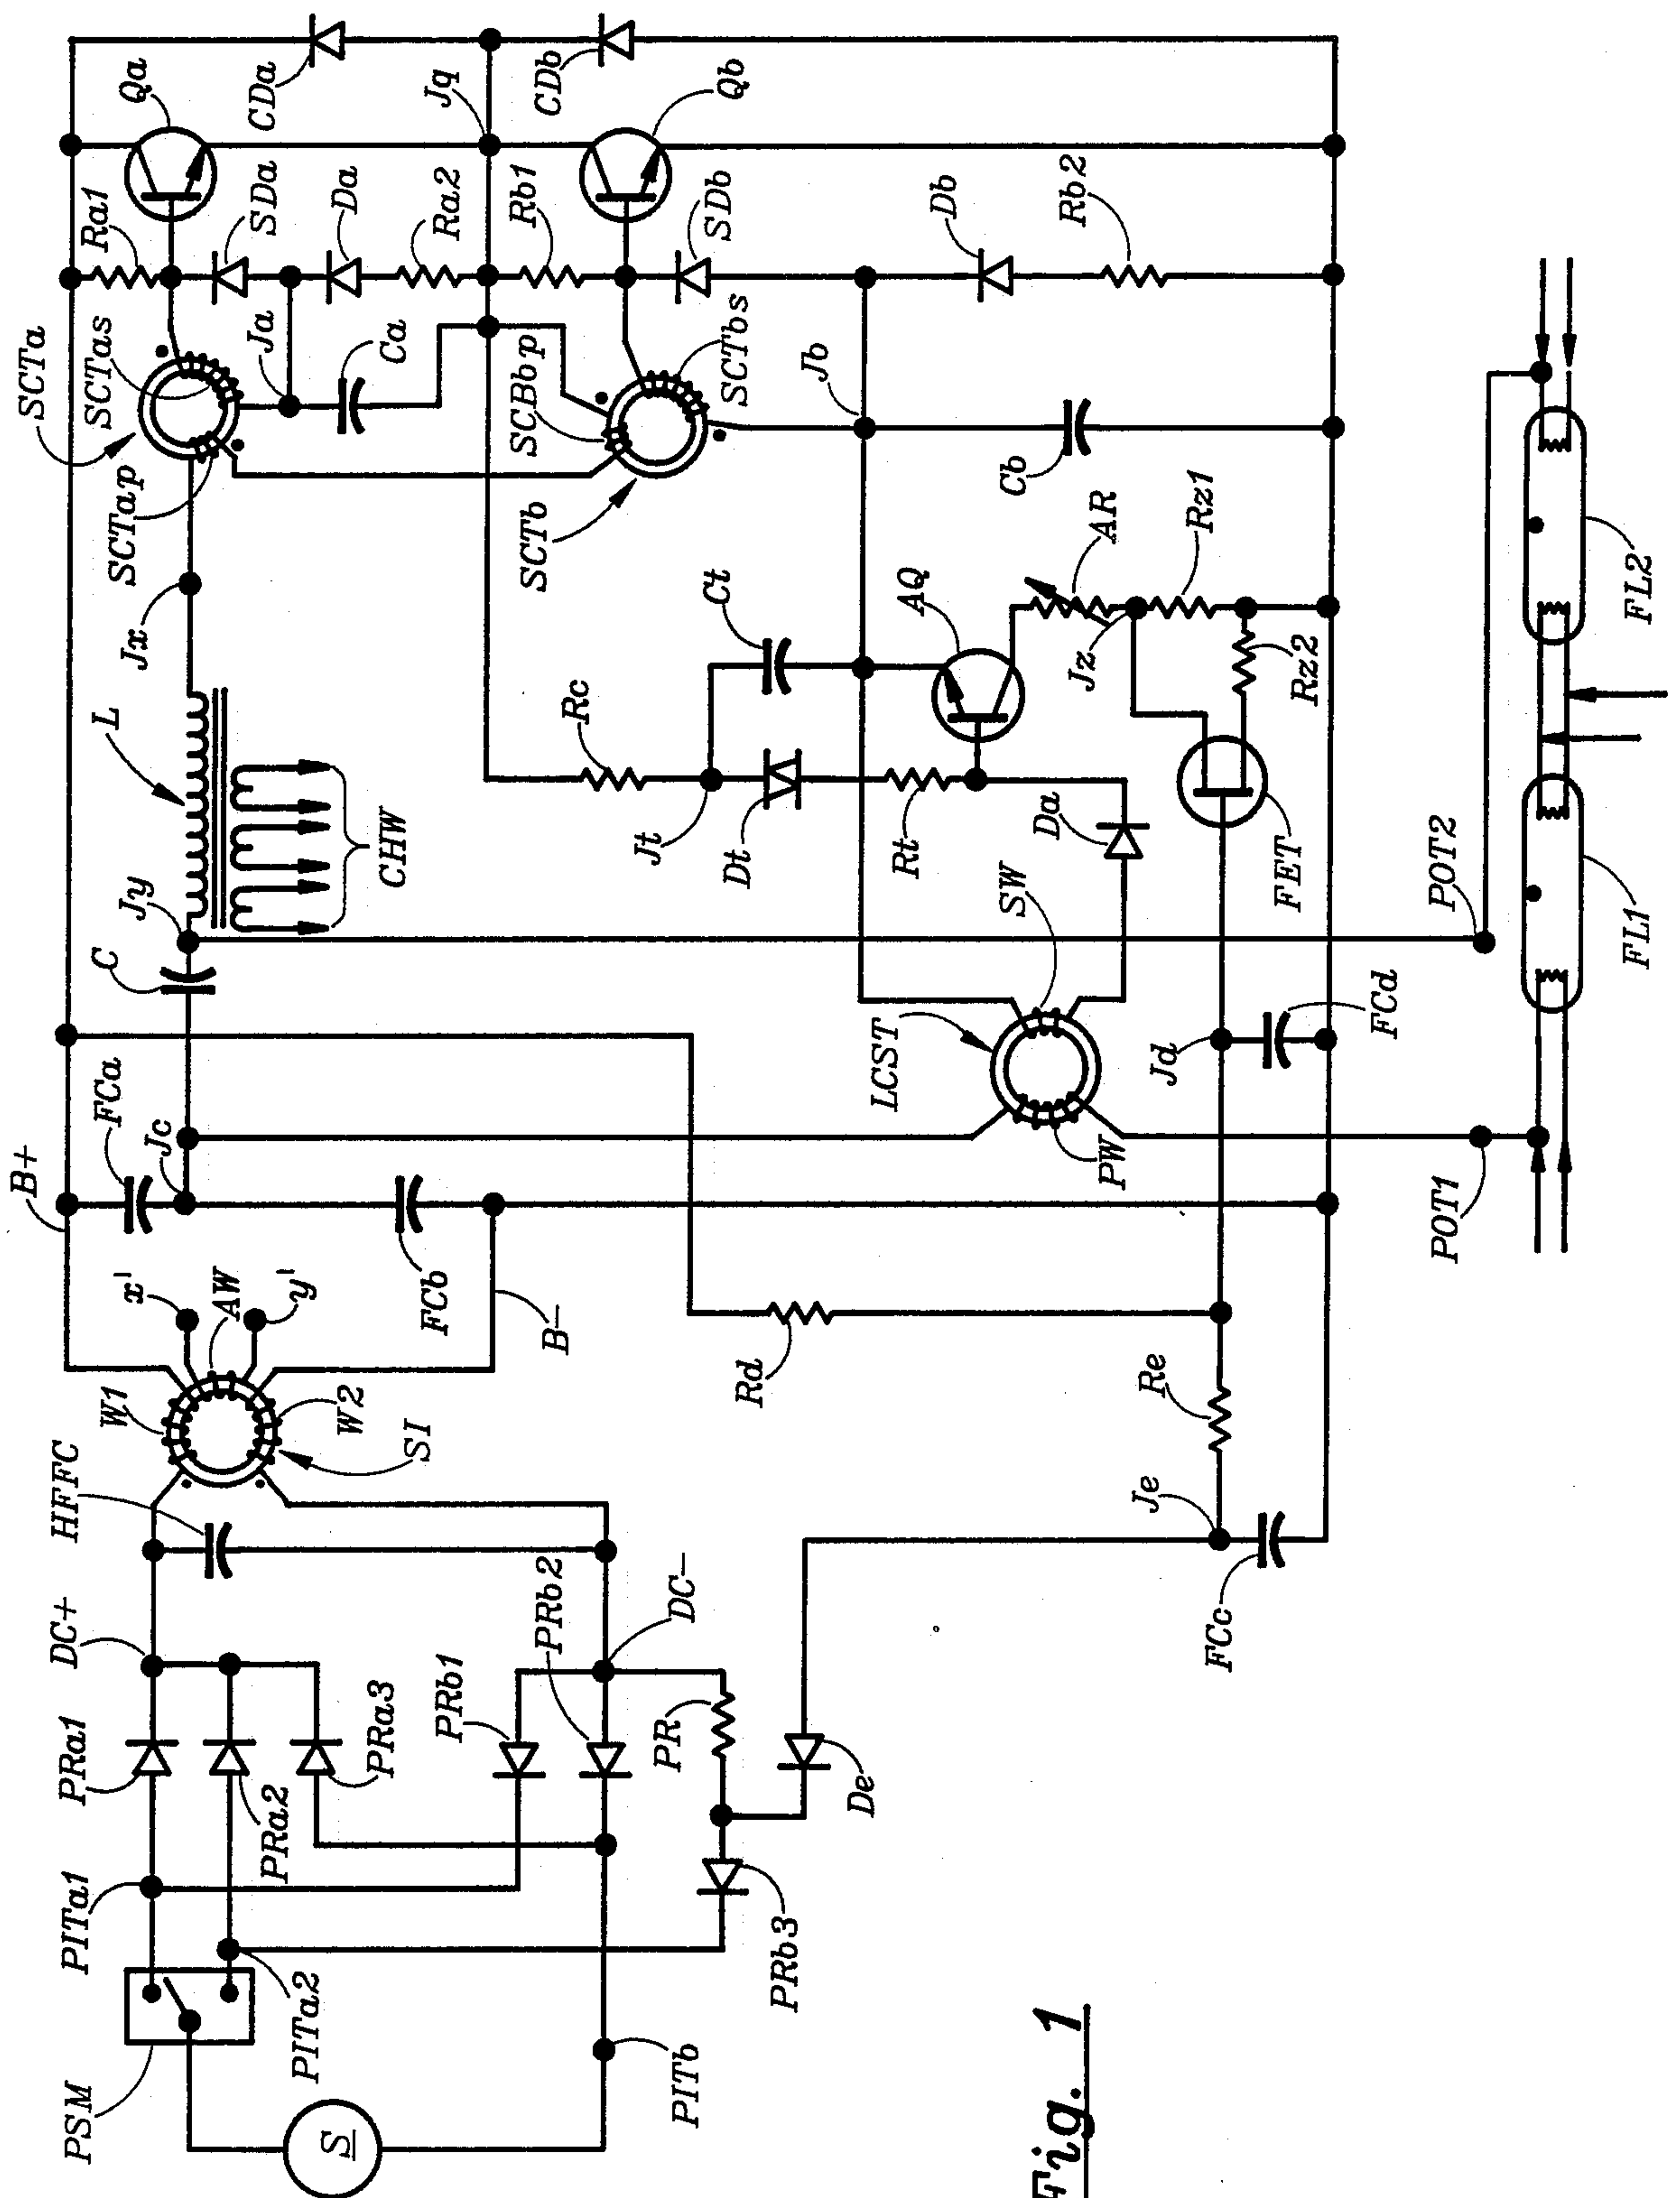 PSM
S
PITa1
PITa2
PITb
PRa1
PRa2
PRa3
DC+
PRb1
PRb2
DC-
PR
PRb3
De
HFFC
W1
W2
SI
x'
AW
y'
B+
B-
FCa
Jc
FCb
C
Jy
L
CHW
Jx
SCTa
SCTas
SCTap
Ja
Ca
Ra1
Qa
SDa
Da
Ra2
CDa
Jq
CDb
Rb1
Qb
SDb
SCBbp
SCTbs
SCTb
Jb
Cb
Db
Rb2
Rc
Ct
Jt
Dt
Rt
AQ
AR
Jz
Rz1
Rz2
Da
FET
SW
LCST
PW
Jd
FCd
Rd
Re
Je
FCc
POT1
POT2
FL1
FL2
Fig. 1